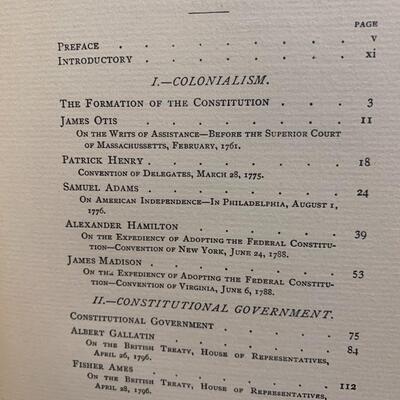 PAGE
PREFACE . . . . . . . . . v
INTRODUCTORY . . . . . . . . xi
I.—COLONIALISM.
THE FORMATION OF THE CONSTITUTION . . . 3
JAMES OTIS . . . . . . . . 11
ON THE WRITS OF ASSISTANCE—BEFORE THE SUPERIOR COURT
OF MASSACHUSETTS, FEBRUARY, 1761.
PATRICK HENRY . . . . . . . 18
CONVENTION OF DELEGATES, MARCH 28, 1775.
SAMUEL ADAMS . . . . . . . 24
ON AMERICAN INDEPENDENCE—IN PHILADELPHIA, AUGUST 1,
1776.
ALEXANDER HAMILTON . . . . . . 39
ON THE EXPEDIENCY OF ADOPTING THE FEDERAL CONSTITU-
TION—CONVENTION OF NEW YORK, JUNE 24, 1788.
JAMES MADISON . . . . . . . 53
ON THE EXPEDIENCY OF ADOPTING THE FEDERAL CONSTITU-
TION—CONVENTION OF VIRGINIA, JUNE 6, 1788.
II.—CONSTITUTIONAL GOVERNMENT.
CONSTITUTIONAL GOVERNMENT . . . . . 75
ALBERT GALLATIN . . . . . . . 84
ON THE BRITISH TREATY, HOUSE OF REPRESENTATIVES,
APRIL 26, 1796.
FISHER AMES . . . . . . . 112
ON THE BRITISH TREATY, HOUSE OF REPRESENTATIVES,
APRIL 28, 1796.